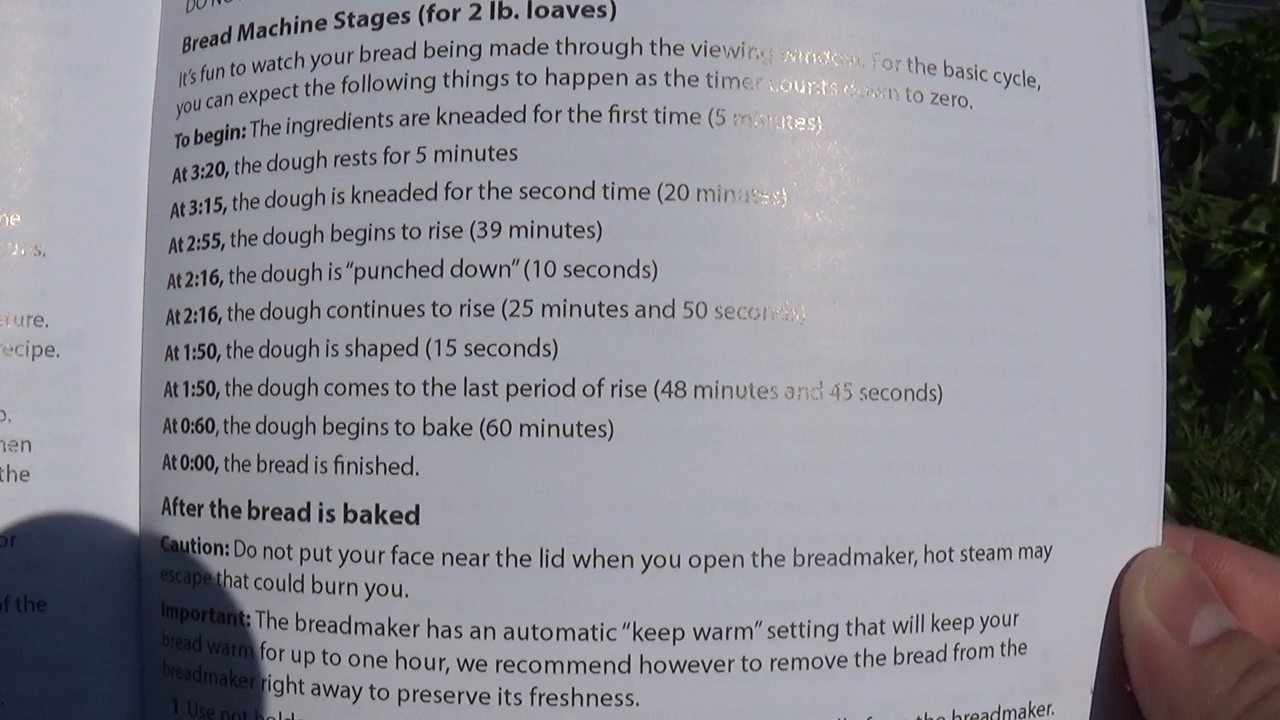 DO NO
Bread Machine Stages (for 2 lb. loaves)
It's fun to watch your bread being made through the viewing window. For the basic cycle,
you can expect the following things to happen as the timer counts down to zero.
To begin: The ingredients are kneaded for the first time (5 minutes)
At 3:20, the dough rests for 5 minutes
At 3:15, the dough is kneaded for the second time (20 minutes)
At 2:55, the dough begins to rise (39 minutes)
At 2:16, the dough is "punched down" (10 seconds)
At 2:16, the dough continues to rise (25 minutes and 50 seconds)
At 1:50, the dough is shaped (15 seconds)
At 1:50, the dough comes to the last period of rise (48 minutes and 45 seconds)
At 0:60, the dough begins to bake (60 minutes)
At 0:00, the bread is finished.
After the bread is baked
Caution: Do not put your face near the lid when you open the breadmaker, hot steam may
escape that could burn you.
Important: The breadmaker has an automatic "keep warm" setting that will keep your
bread warm for up to one hour, we recommend however to remove the bread from the
breadmaker right away to preserve its freshness.
1 Use
the breadmaker.
ecipe.
the
of the